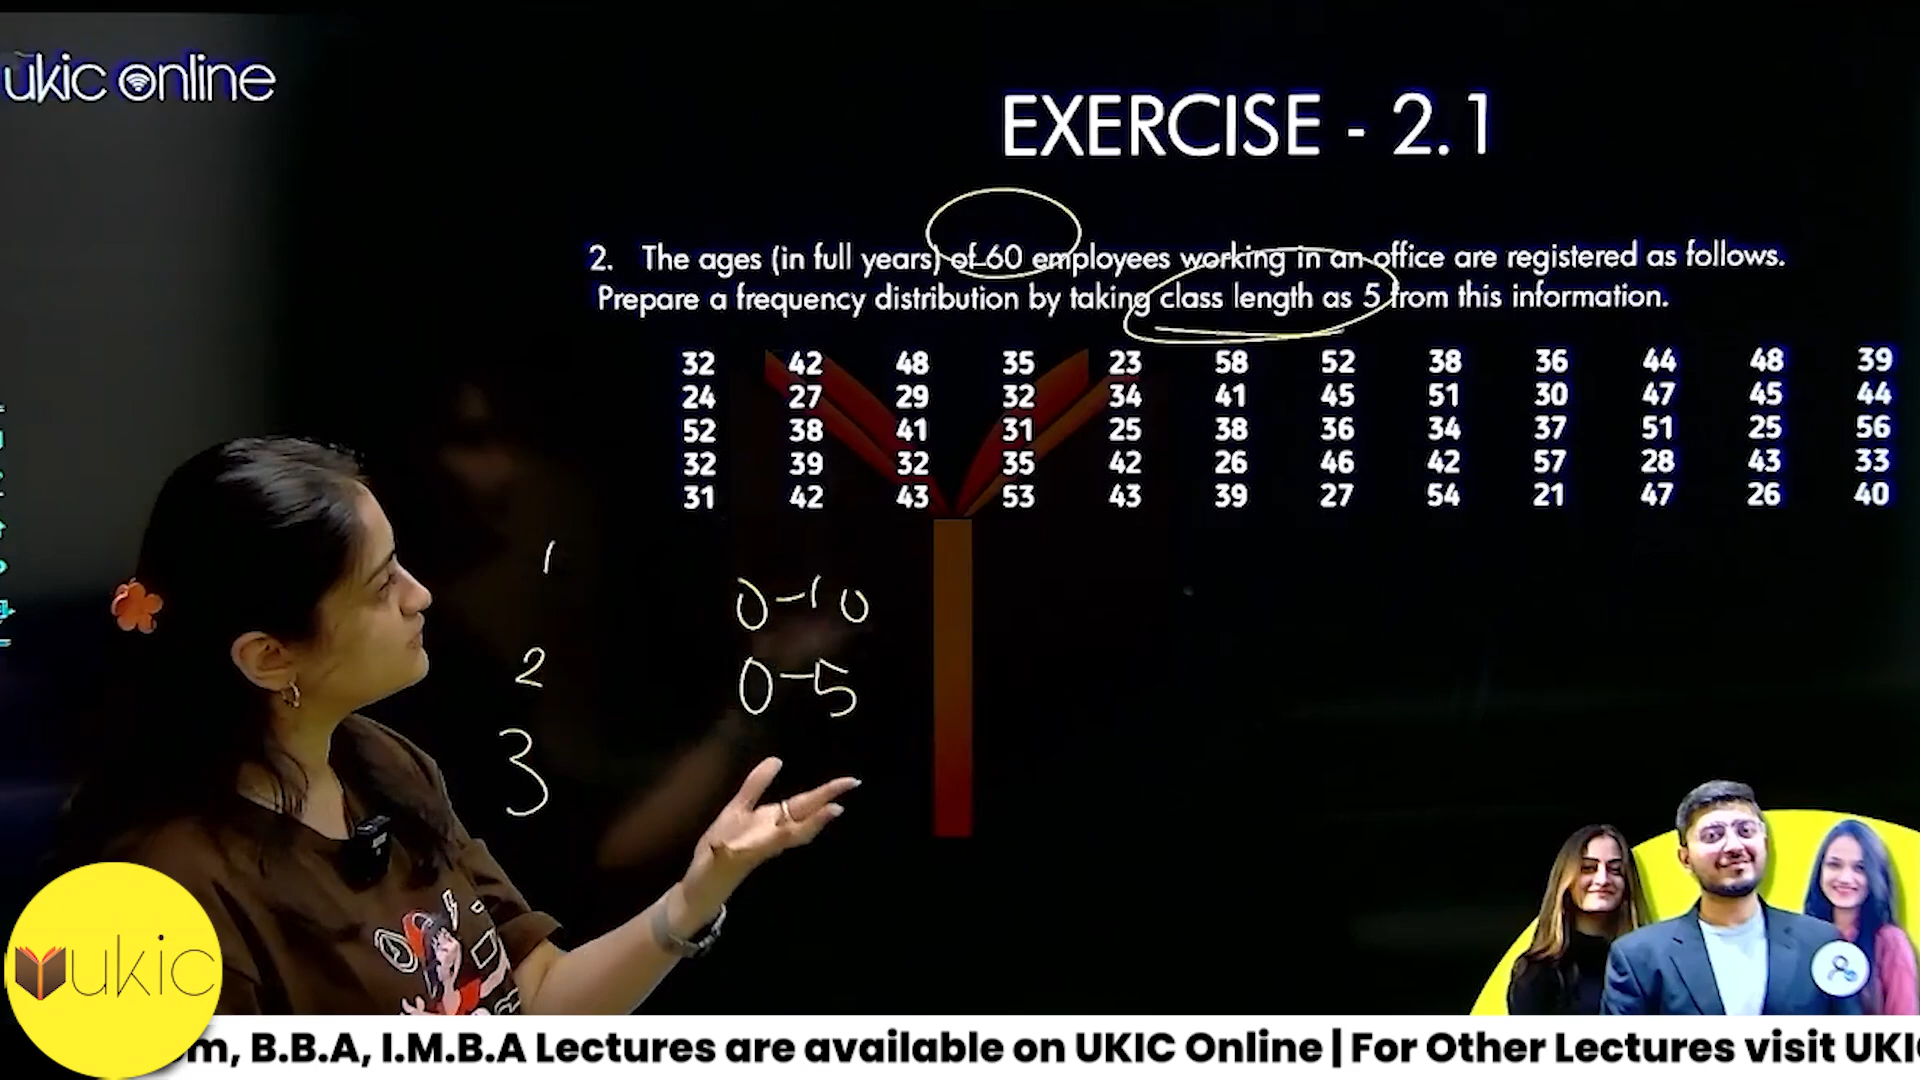 ukic online
EXERCISE - 2.1
2. The ages (in full years) of 60 employees working in an office are registered as follows.
Prepare a frequency distribution by taking class length as 5 from this information.
32 42 48 35 23 58 52 38 36 44 48 39
24 27 29 32 34 41 45 51 30 47 45 44
52 38 41 31 25 38 36 34 37 51 25 56
32 39 32 35 42 26 46 42 57 28 43 33
31 42 43 53 43 39 27 54 21 47 26 40
1
0-10
2
0-5
3
ukic
m, B.B.A, I.M.B.A Lectures are available on UKIC Online | For Other Lectures visit